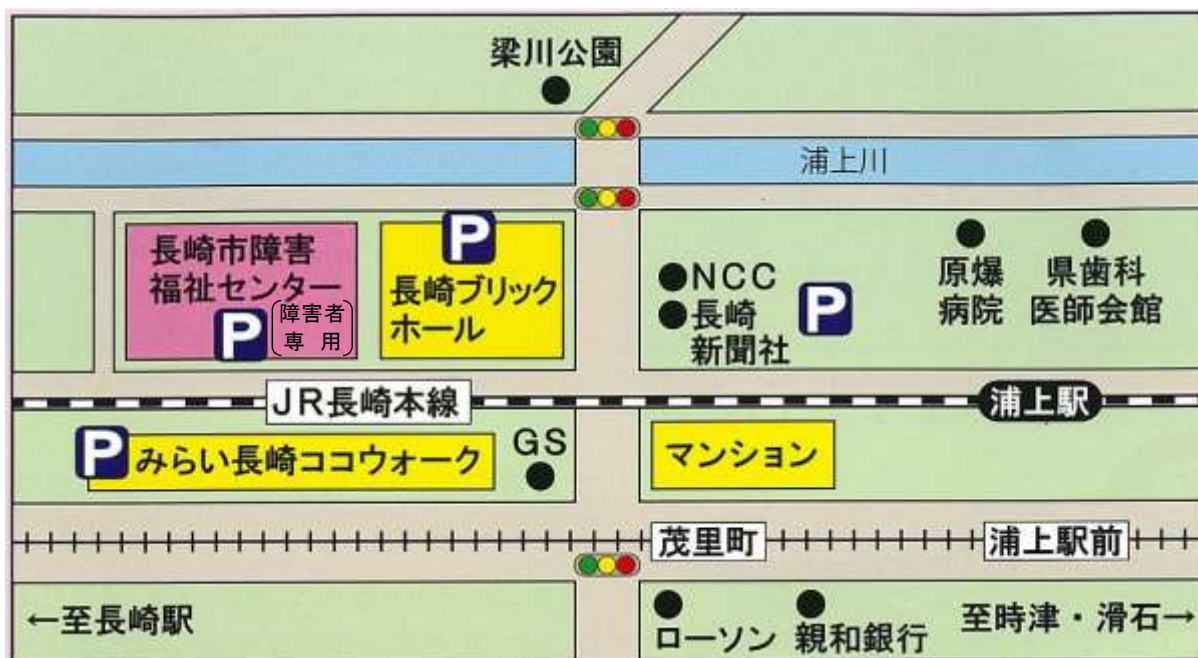 梁川公園
浦上川
長崎市障害
福祉センター
P
障害者
専用
P
長崎ブリック
ホール
NCC
長崎
新聞社
P
原爆
病院
県歯科
医師会館
JR長崎本線
浦上駅
P
みらい長崎ココウォーク
GS
マンション
茂里町
浦上駅前
←至長崎駅
ローソン
親和銀行
至時津・滑石→